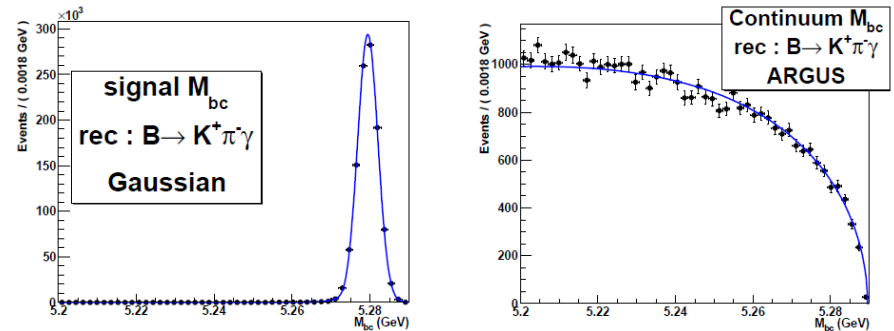 ×10³
300
250
200
150
100
50
0
Events / ( 0.0018 GeV )
signal M_bc
rec : B→ K⁺π⁻γ
Gaussian
5.2
5.22
5.24
5.26
5.28
M_bc (GeV)
Continuum M_bc
rec : B→ K⁺π⁻γ
ARGUS
Events / ( 0.0018 GeV )
1000
800
600
400
200
0
5.2
5.22
5.24
5.26
5.28
M_bc (GeV)